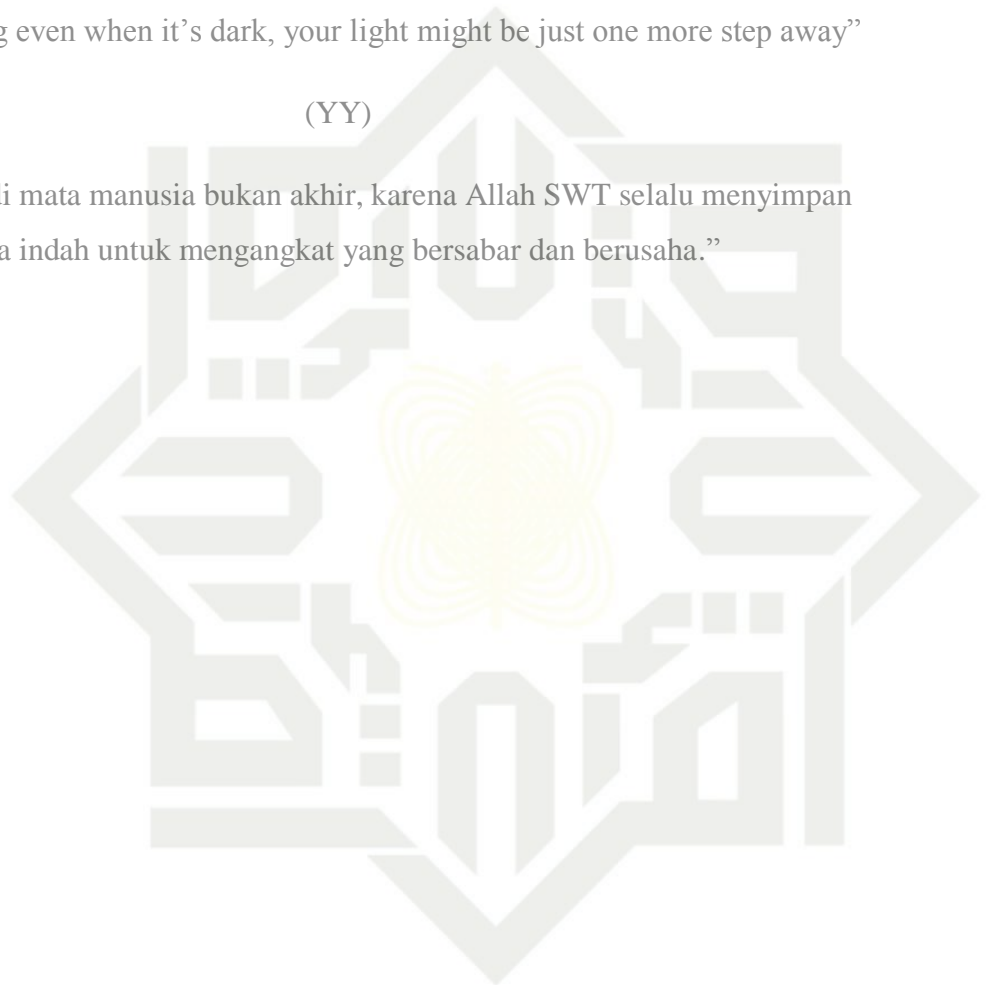 g even when it’s dark, your light might be just one more step away”
(YY)
di mata manusia bukan akhir, karena Allah SWT selalu menyimpan
a indah untuk mengangkat yang bersabar dan berusaha.”